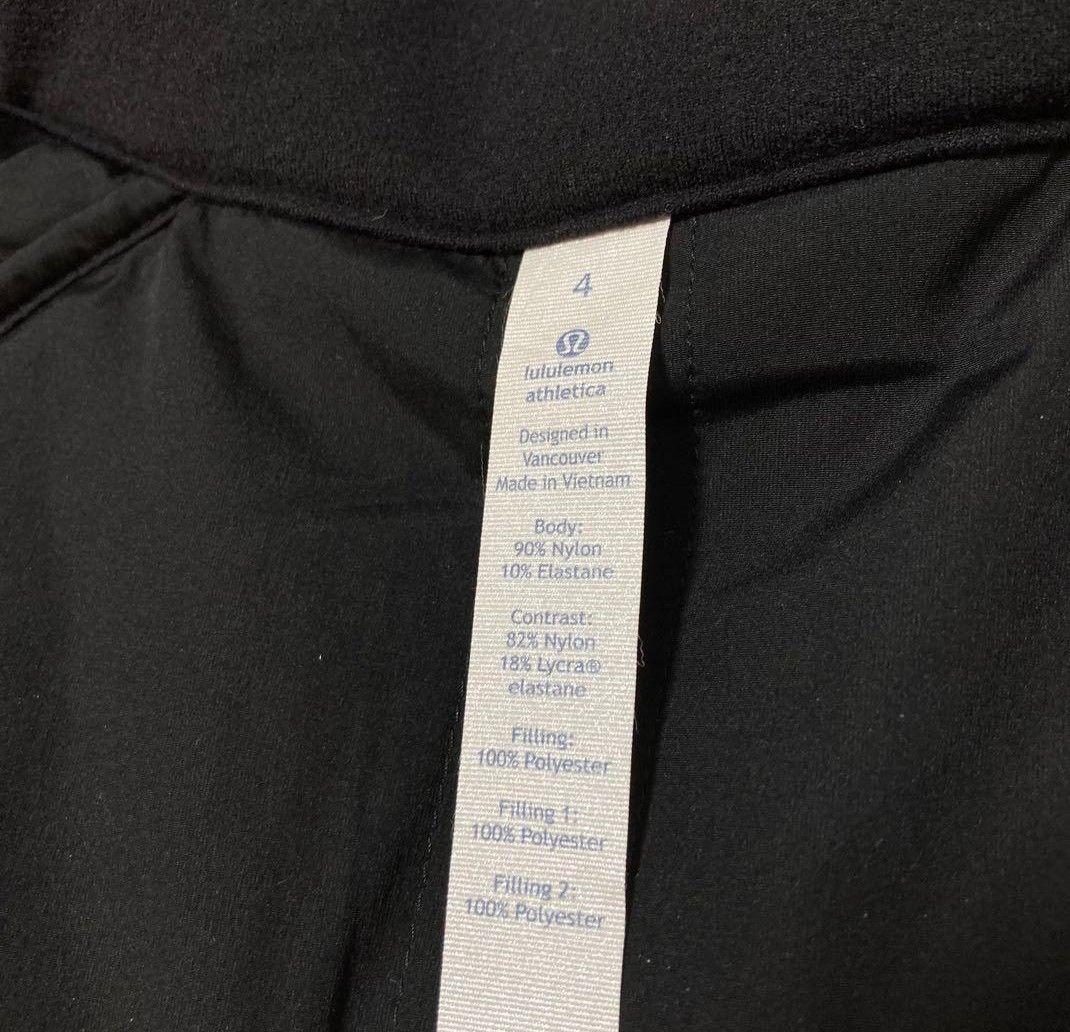 4
lululemon
athletica
Designed in
Vancouver
Made in Vietnam
Body:
90% Nylon
10% Elastane
Contrast:
82% Nylon
18% Lycra®
elastane
Filling:
100% Polyester
Filling 1:
100% Polyester
Filling 2:
100% Polyester